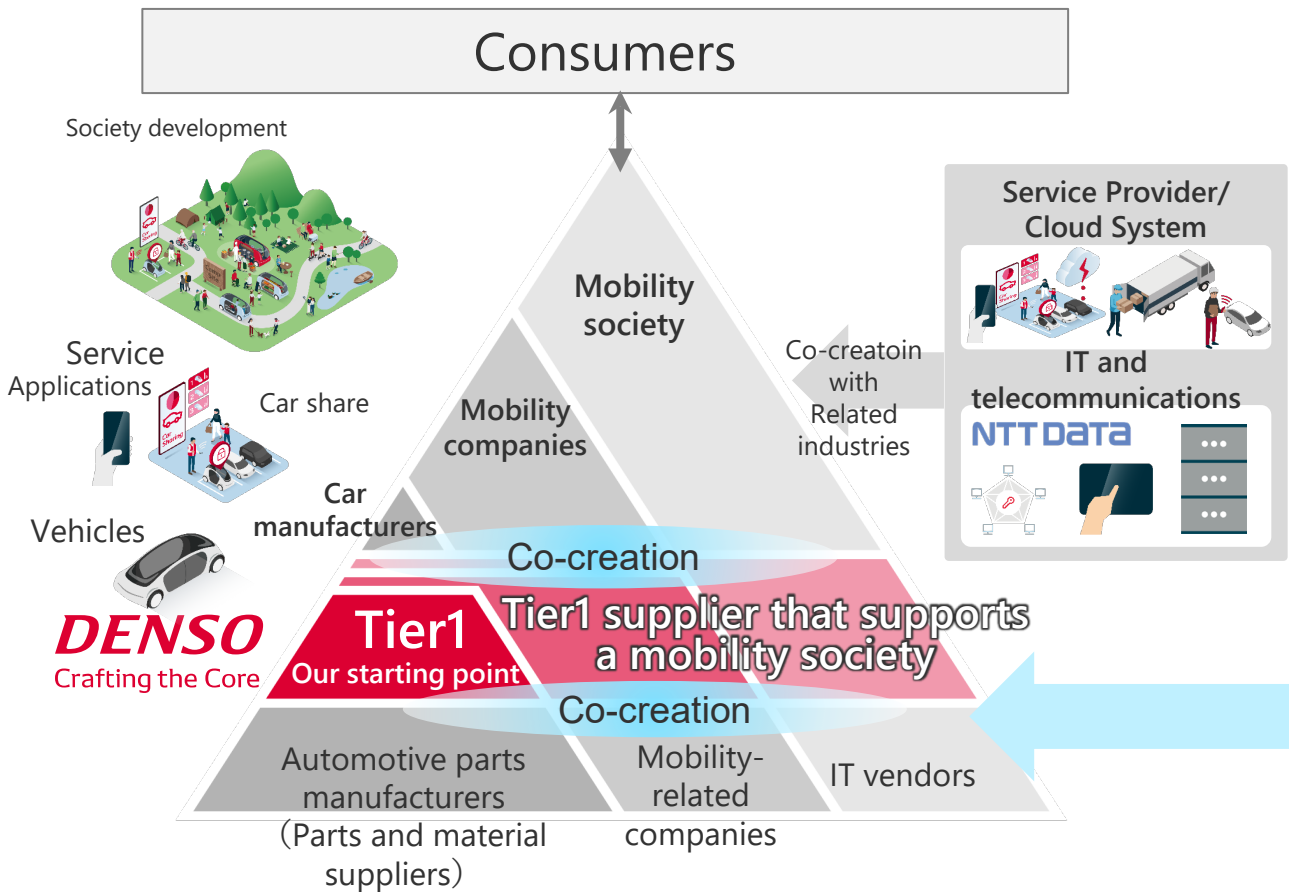 Consumers
Society development
Service Provider/
Cloud System
Mobility
society
Service
Applications
Car share
Car
Sharing
Co-creatoin
with
Related
industries
IT and
telecommunications
NTT DATA
Mobility
companies
Car
manufacturers
Vehicles
Co-creation
DENSO
Crafting the Core
Tier1
Our starting point
Tier1 supplier that supports
a mobility society
Co-creation
Automotive parts
manufacturers
（Parts and material
suppliers）
Mobility-
related
companies
IT vendors